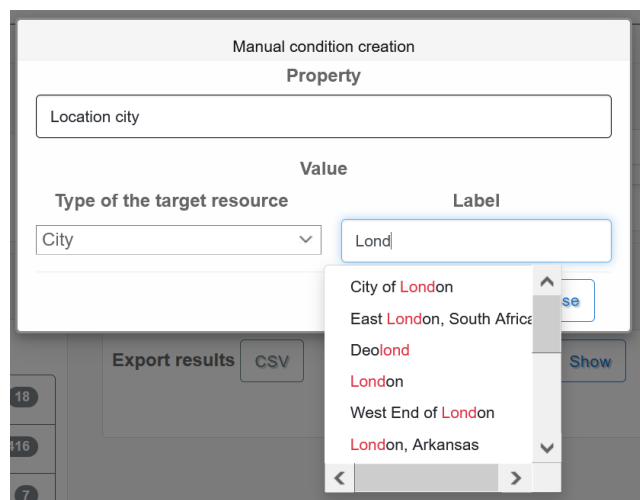 Manual condition creation
Property
Location city
Value
Type of the target resource
Label
City
Lond
City of London
East London, South Africa
Deolond
London
West End of London
London, Arkansas
se
Export results
CSV
Show
18
416
7